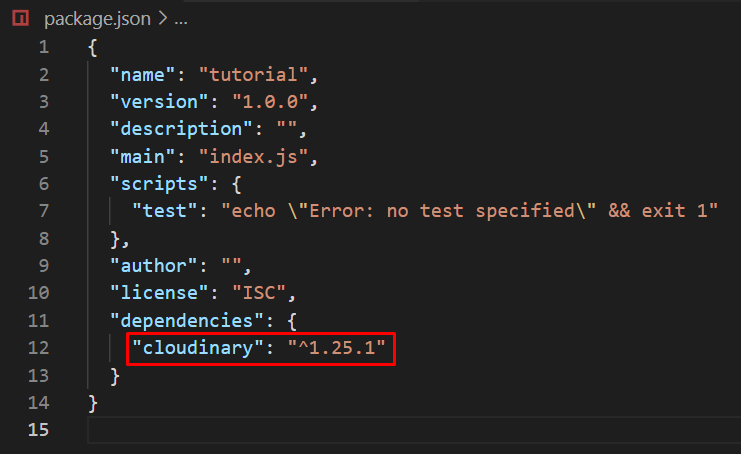 package.json > ...
1 {
2 "name": "tutorial",
3 "version": "1.0.0",
4 "description": "",
5 "main": "index.js",
6 "scripts": {
7 "test": "echo \"Error: no test specified\" && exit 1"
8 },
9 "author": "",
10 "license": "ISC",
11 "dependencies": {
12 "cloudinary": "^1.25.1"
13 }
14 }
15